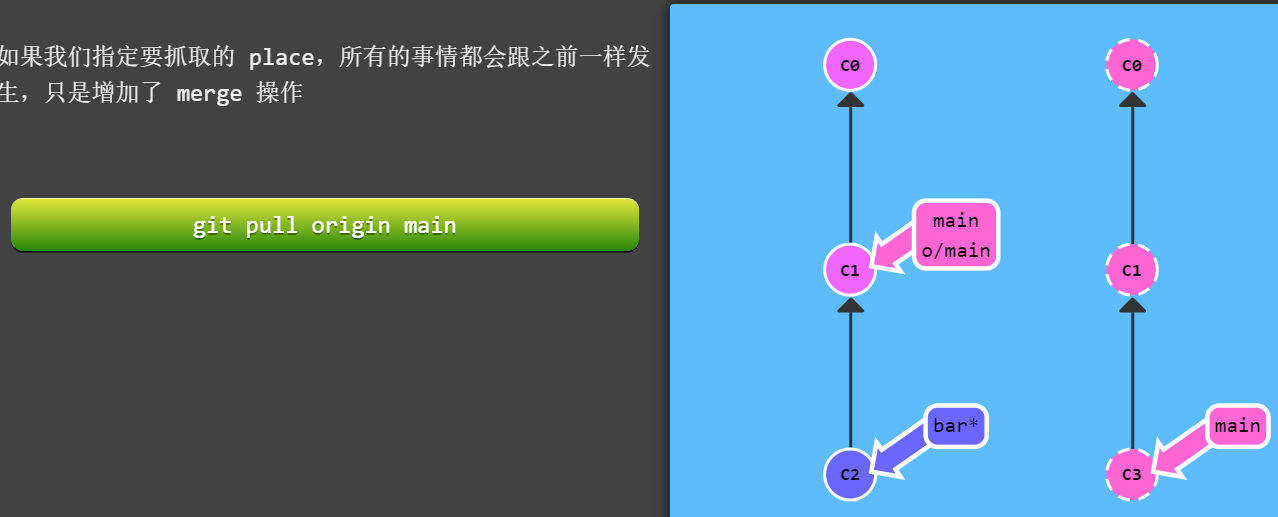 如果我们指定要抓取的 place，所有的事情都会跟之前一样发
生，只是增加了 merge 操作
git pull origin main
C0
C0
main
o/main
C1
C1
bar*
main
C2
C3